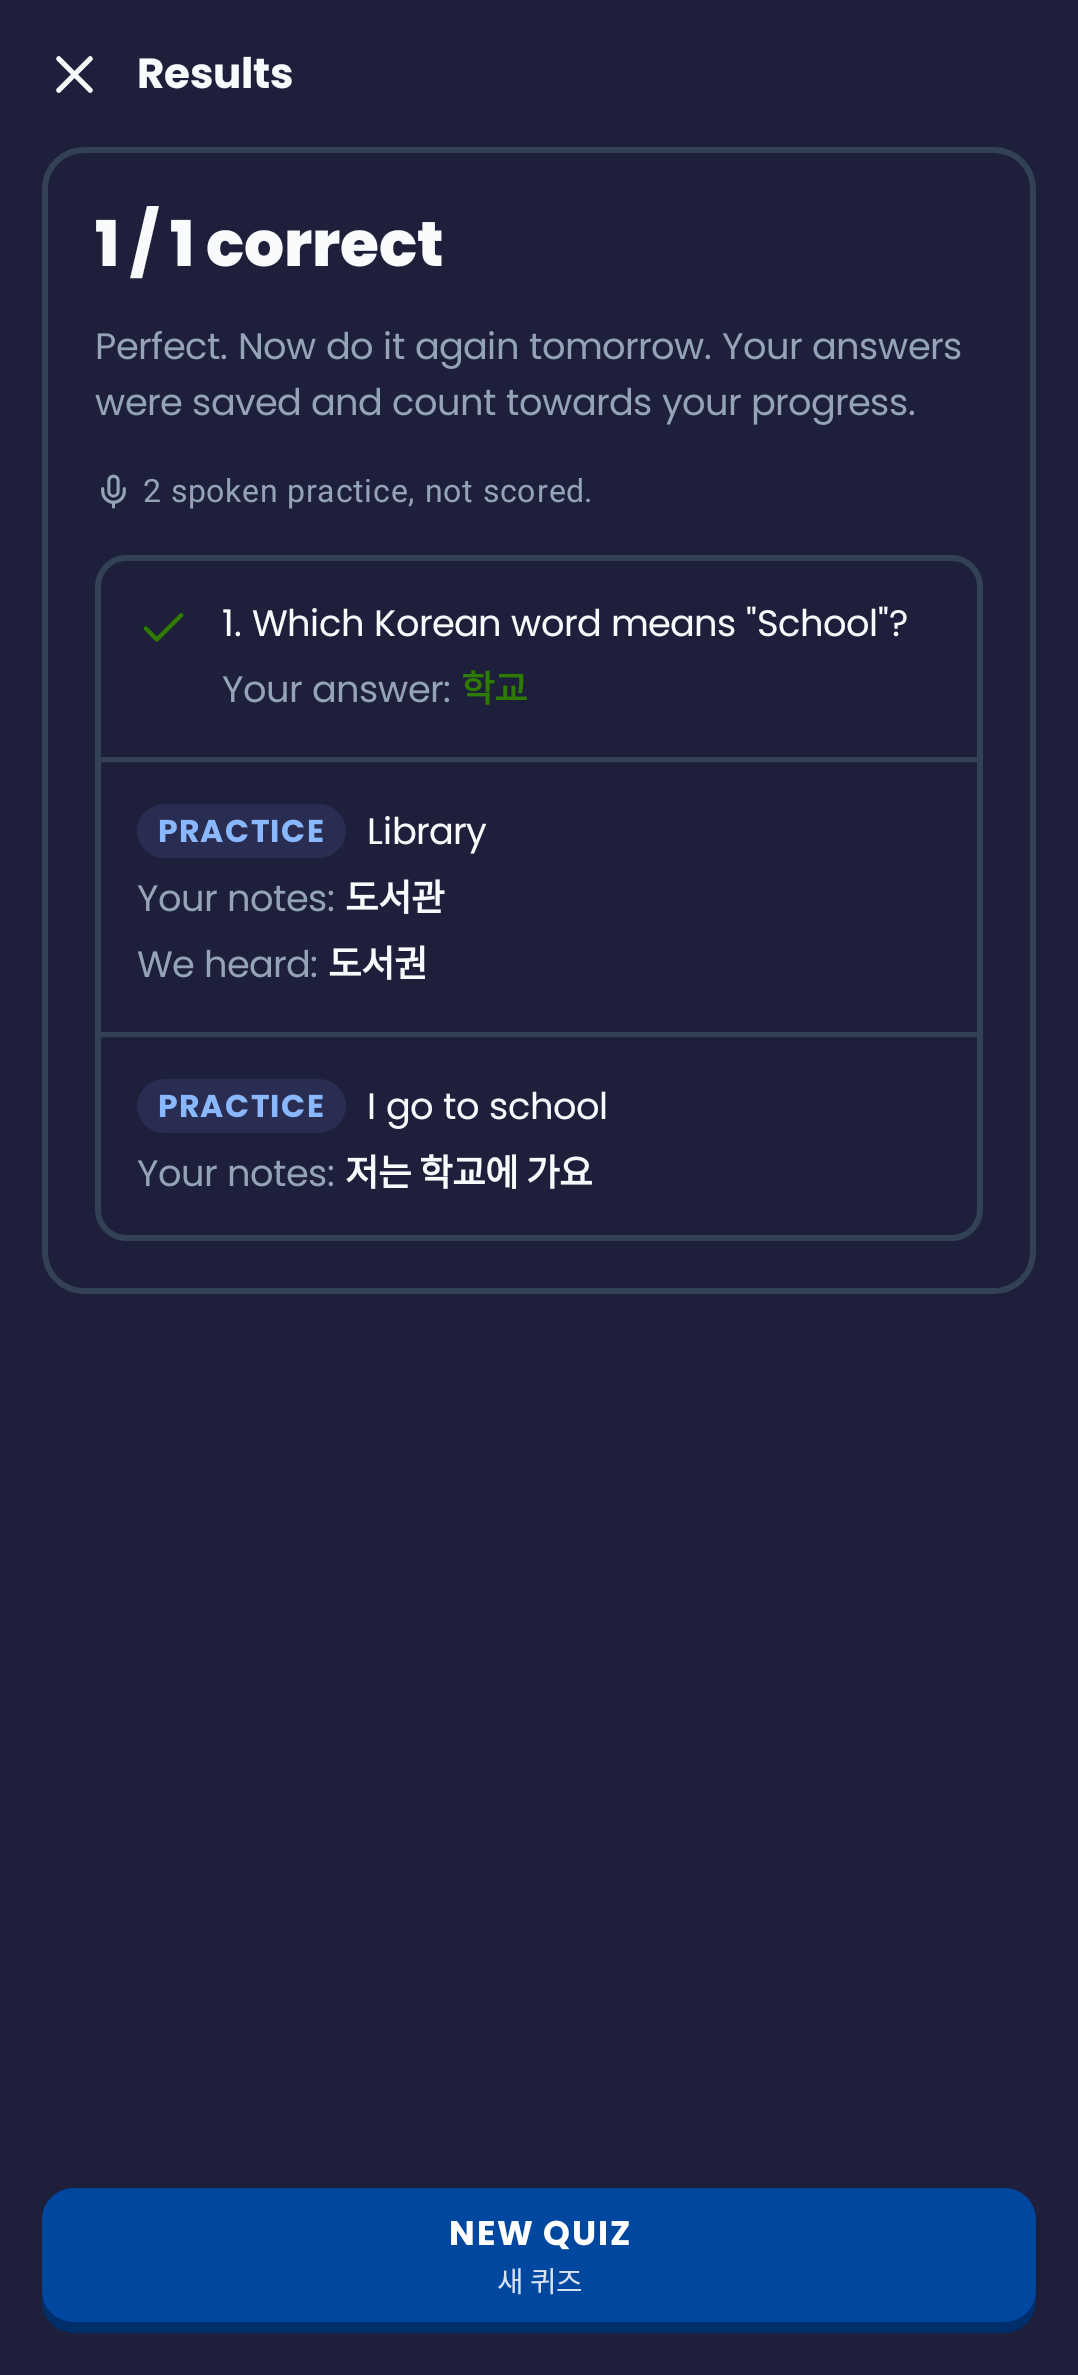 Results
1 / 1 correct
Perfect. Now do it again tomorrow. Your answers
were saved and count towards your progress.
2 spoken practice, not scored.
1. Which Korean word means "School"?
Your answer: 학교
PRACTICE Library
Your notes: 도서관
We heard: 도서권
PRACTICE I go to school
Your notes: 저는 학교에 가요
NEW QUIZ
새 퀴즈